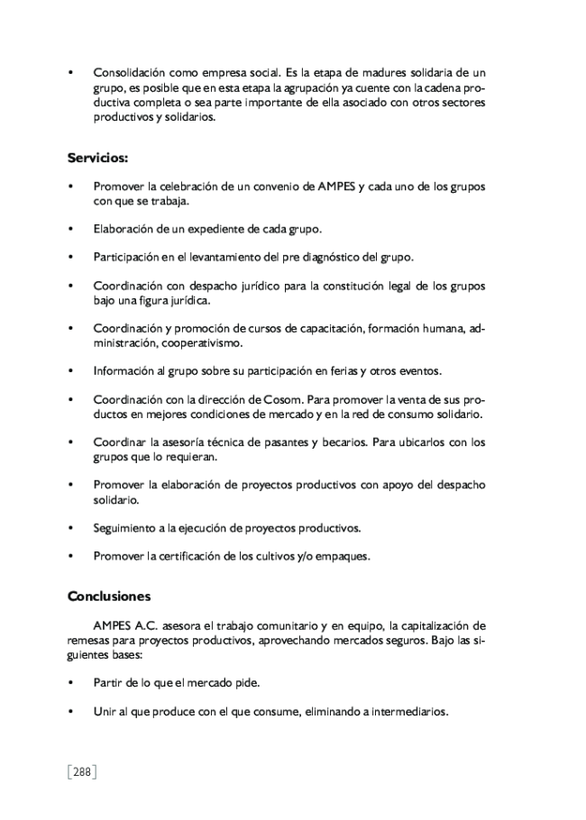 • Consolidación como empresa social. Es la etapa de madures solidaria de un
grupo, es posible que en esta etapa la agrupación ya cuente con la cadena pro-
ductiva completa o sea parte importante de ella asociado con otros sectores
productivos y solidarios.
Servicios:
• Promover la celebración de un convenio de AMPES y cada uno de los grupos
con que se trabaja.
• Elaboración de un expediente de cada grupo.
• Participación en el levantamiento del pre diagnóstico del grupo.
• Coordinación con despacho jurídico para la constitución legal de los grupos
bajo una figura jurídica.
• Coordinación y promoción de cursos de capacitación, formación humana, ad-
ministración, cooperativismo.
• Información al grupo sobre su participación en ferias y otros eventos.
• Coordinación con la dirección de Cosom. Para promover la venta de sus pro-
ductos en mejores condiciones de mercado y en la red de consumo solidario.
• Coordinar la asesoría técnica de pasantes y becarios. Para ubicarlos con los
grupos que lo requieran.
• Promover la elaboración de proyectos productivos con apoyo del despacho
solidario.
• Seguimiento a la ejecución de proyectos productivos.
• Promover la certificación de los cultivos y/o empaques.
Conclusiones
AMPES A.C. asesora el trabajo comunitario y en equipo, la capitalización de
remesas para proyectos productivos, aprovechando mercados seguros. Bajo las si-
guientes bases:
• Partir de lo que el mercado pide.
• Unir al que produce con el que consume, eliminando a intermediarios.
[288]